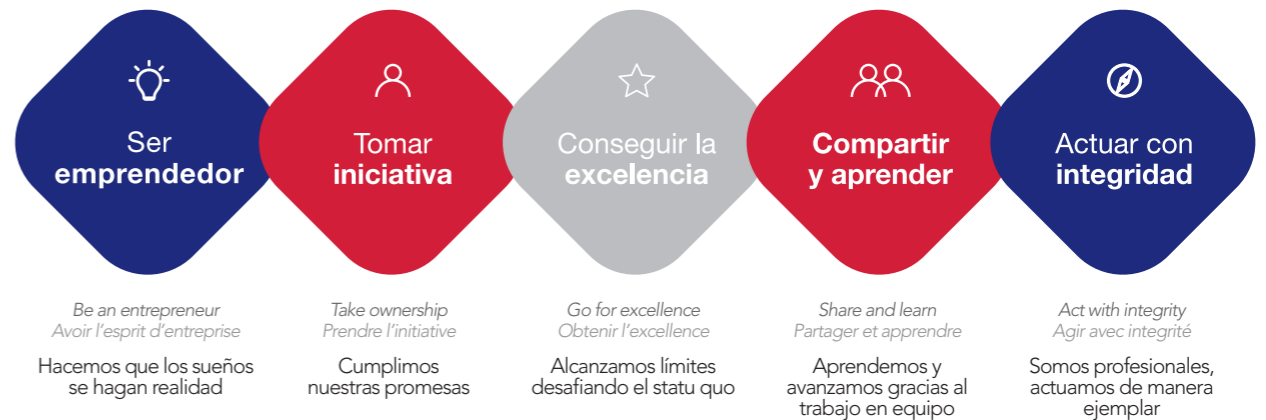 Ser
emprendedor
Be an entrepreneur
Avoir l'esprit d'entreprise
Hacemos que los sueños
se hagan realidad
Tomar
iniciativa
Take ownership
Prendre l'initiative
Cumplimos
nuestras promesas
Conseguir la
excelencia
Go for excellence
Obtenir l'excellence
Alcanzamos límites
desafiando el statu quo
Compartir
y aprender
Share and learn
Partager et apprendre
Aprendemos y
avanzamos gracias al
trabajo en equipo
Actuar con
integridad
Act with integrity
Agir avec integrité
Somos profesionales,
actuamos de manera
ejemplar